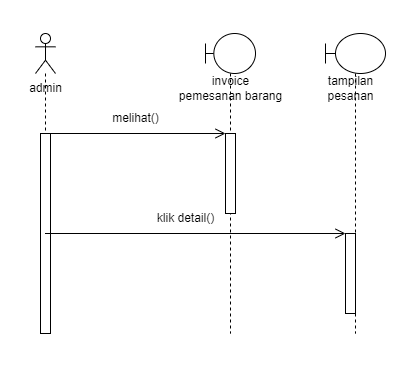 admin
invoice
pemesanan barang
tampilan
pesanan
melihat()
klik detail()